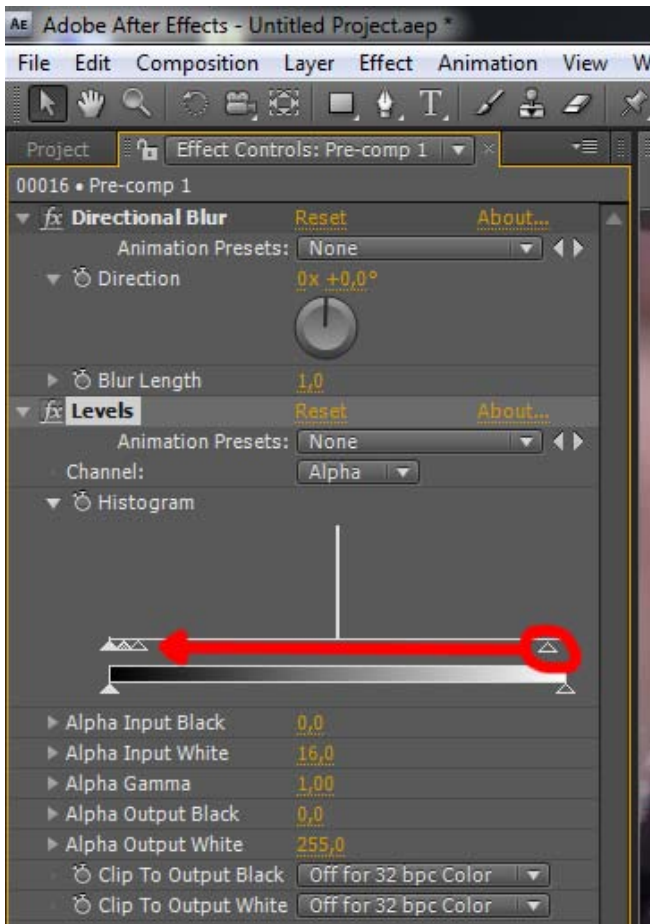 AE Adobe After Effects - Untitled Project.aep *
File Edit Composition Layer Effect Animation View W
Project Effect Controls: Pre-comp 1
00016 • Pre-comp 1
fx Directional Blur Reset About...
Animation Presets: None
Direction 0x +0,0°
Blur Length 1,0
fx Levels Reset About...
Animation Presets: None
Channel: Alpha
Histogram
Alpha Input Black 0,0
Alpha Input White 16,0
Alpha Gamma 1,00
Alpha Output Black 0,0
Alpha Output White 255,0
Clip To Output Black Off for 32 bpc Color
Clip To Output White Off for 32 bpc Color